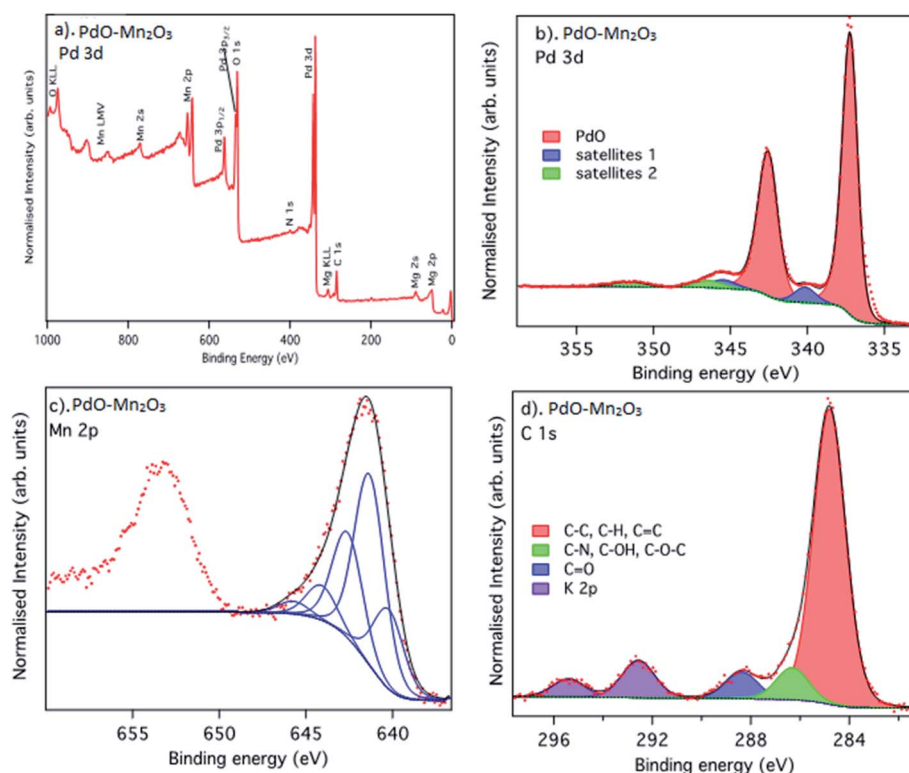 a). PdO-Mn₂O₃
Pd 3d
O KLL
Mn LMV
Mn 2s
Mn 2p
Pd 3p₁/₂
Pd 3p₃/₂
O 1s
N 1s
Pd 3d
Mg KLL
C 1s
Mg 2s
Mg 2p
Normalised Intensity (arb. units)
1000 800 600 400 200 0
Binding Energy (eV)
b). PdO-Mn₂O₃
Pd 3d
PdO
satellites 1
satellites 2
Normalised Intensity (arb. units)
355 350 345 340 335
Binding energy (eV)
c). PdO-Mn₂O₃
Mn 2p
Normalised Intensity (arb. units)
655 650 645 640
Binding energy (eV)
d). PdO-Mn₂O₃
C 1s
C-C, C-H, C=C
C-N, C-OH, C-O-C
C=O
K 2p
Normalised Intensity (arb. units)
296 292 288 284
Binding energy (eV)